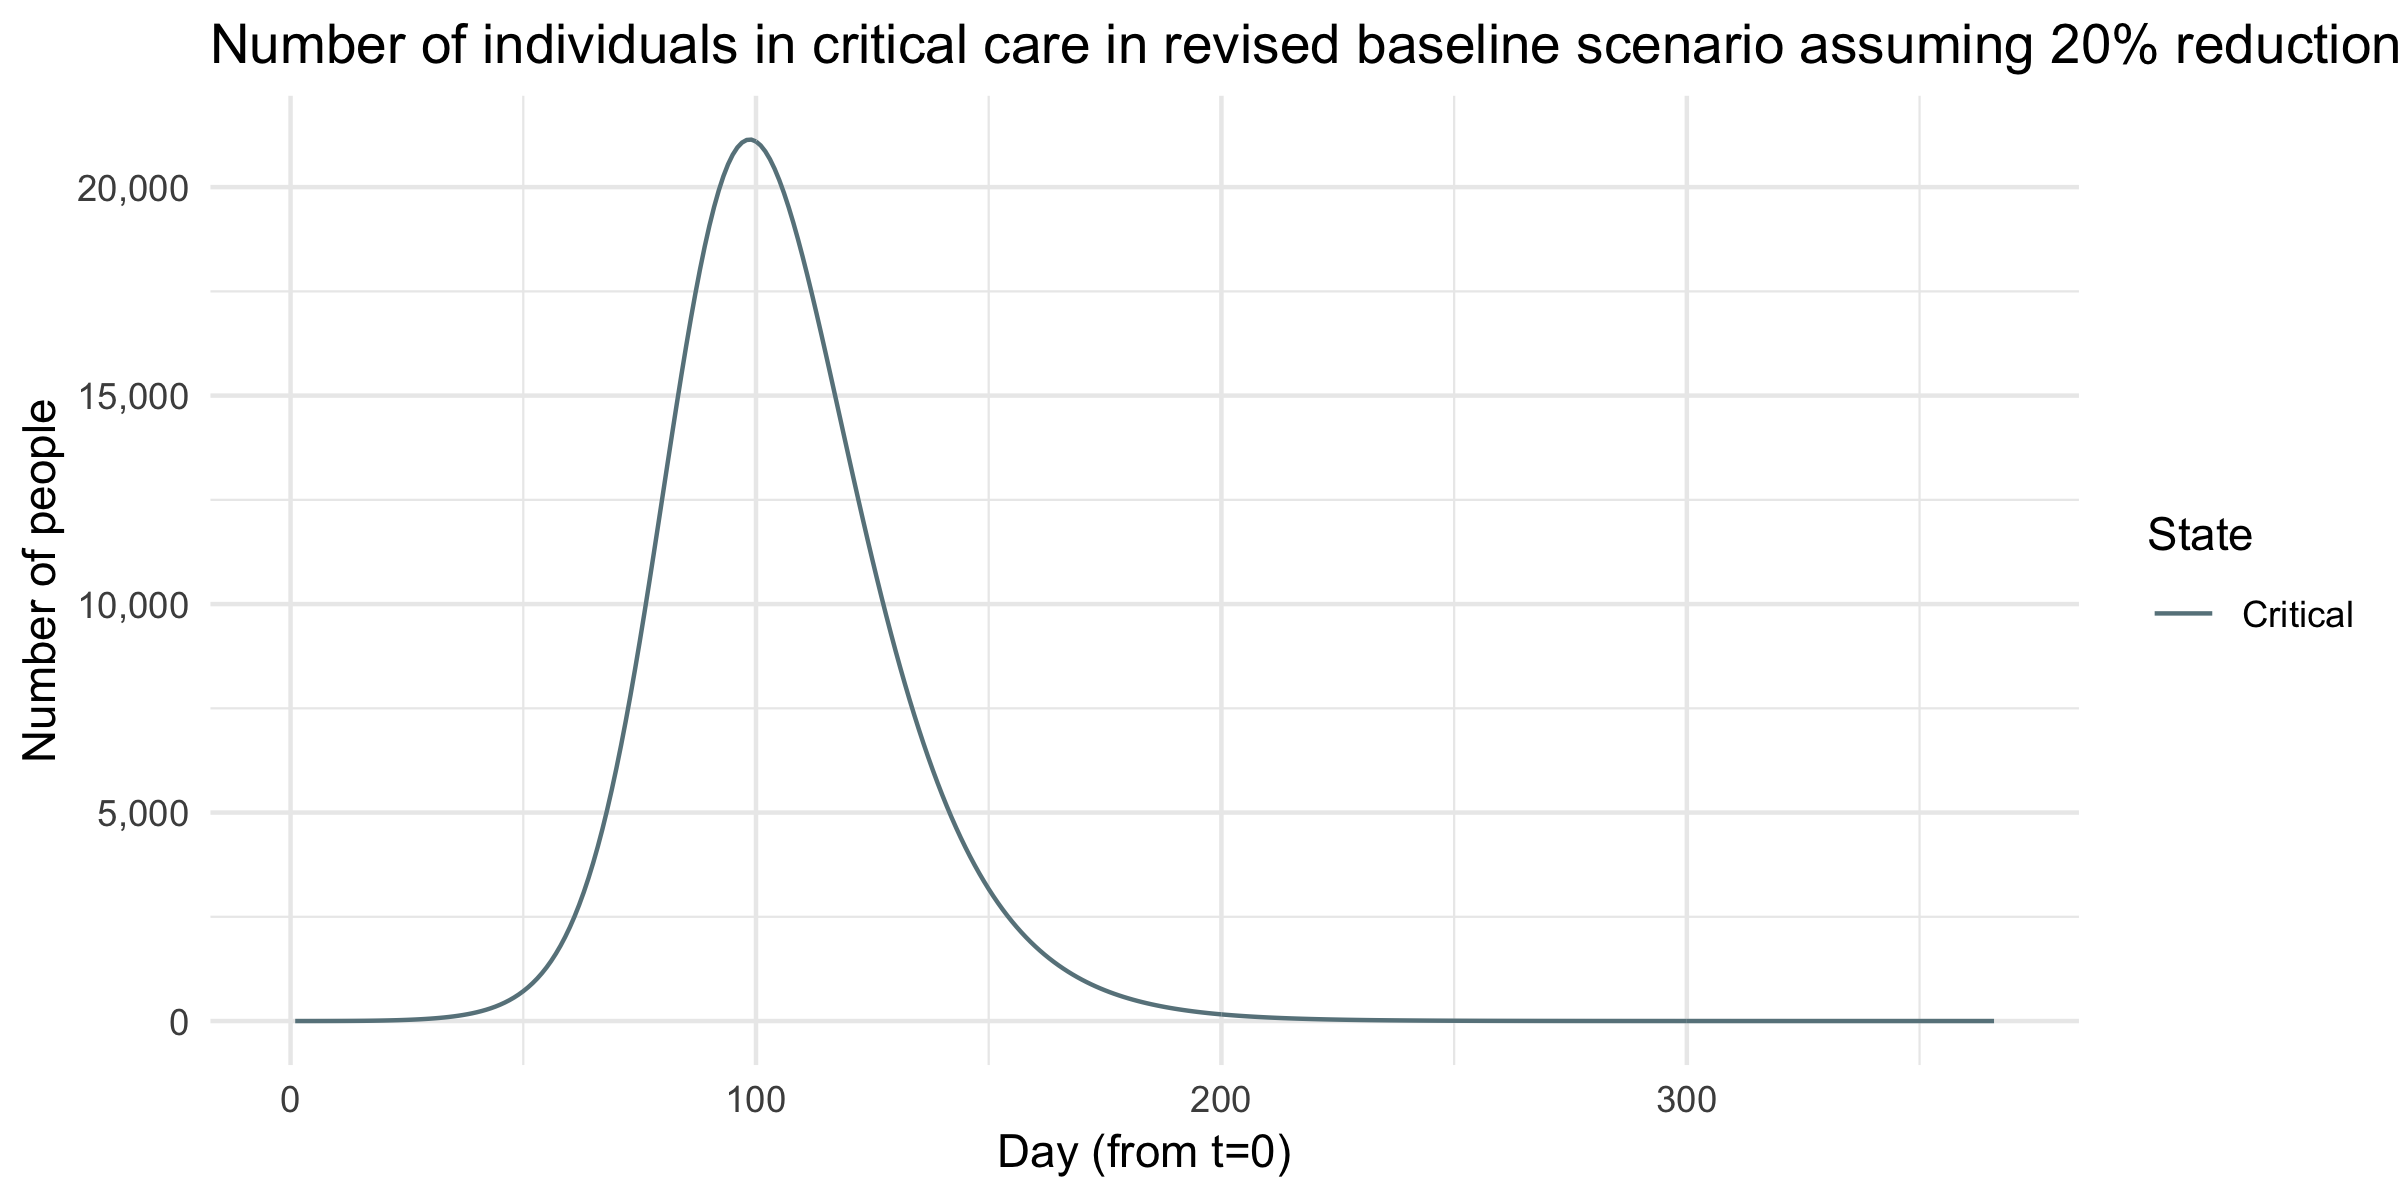 Number of individuals in critical care in revised baseline scenario assuming 20% reduction
20,000
15,000
10,000
5,000
0
Number of people
0 100 200 300
Day (from t=0)
State
Critical